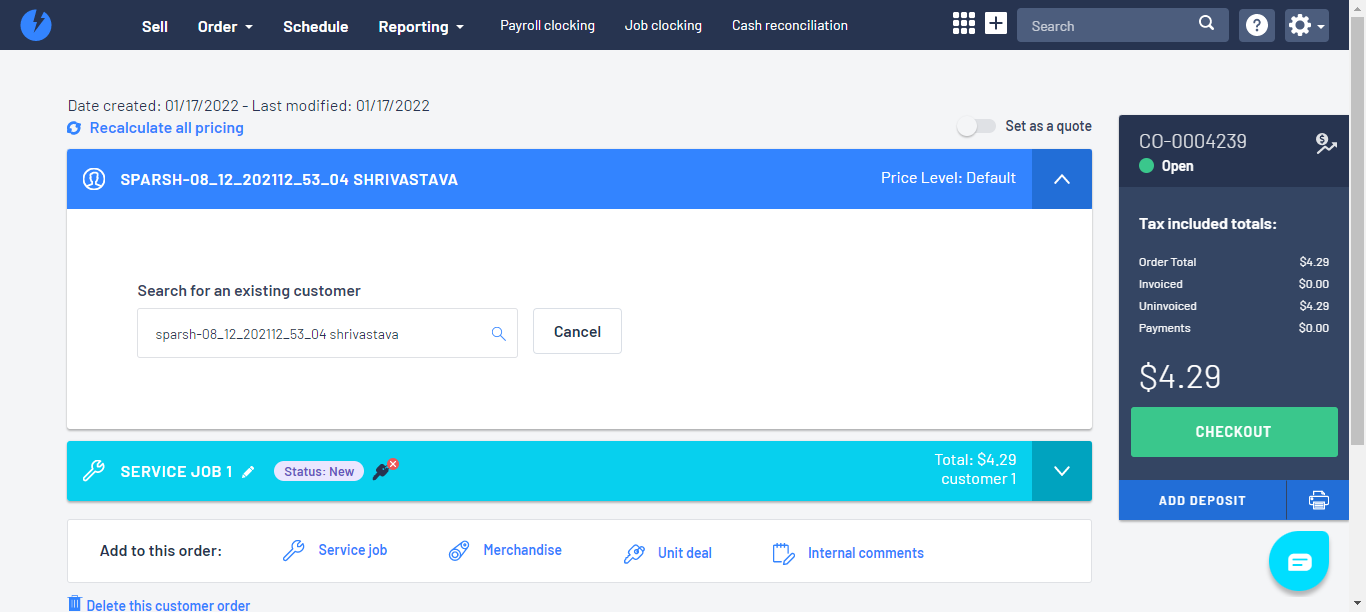 Sell Order Schedule Reporting Payroll clocking Job clocking Cash reconciliation Search ?
Date created: 01/17/2022 - Last modified: 01/17/2022
Recalculate all pricing
Set as a quote
SPARSH-08_12_202112_53_04 SHRIVASTAVA
Price Level: Default
Search for an existing customer
sparsh-08_12_202112_53_04 shrivastava
Cancel
SERVICE JOB 1
Status: New
Total: $4.29
customer 1
Add to this order:
Service job
Merchandise
Unit deal
Internal comments
Delete this customer order
CO-0004239
Open
Tax included totals:
Order Total $4.29
Invoiced $0.00
Uninvoiced $4.29
Payments $0.00
$4.29
CHECKOUT
ADD DEPOSIT